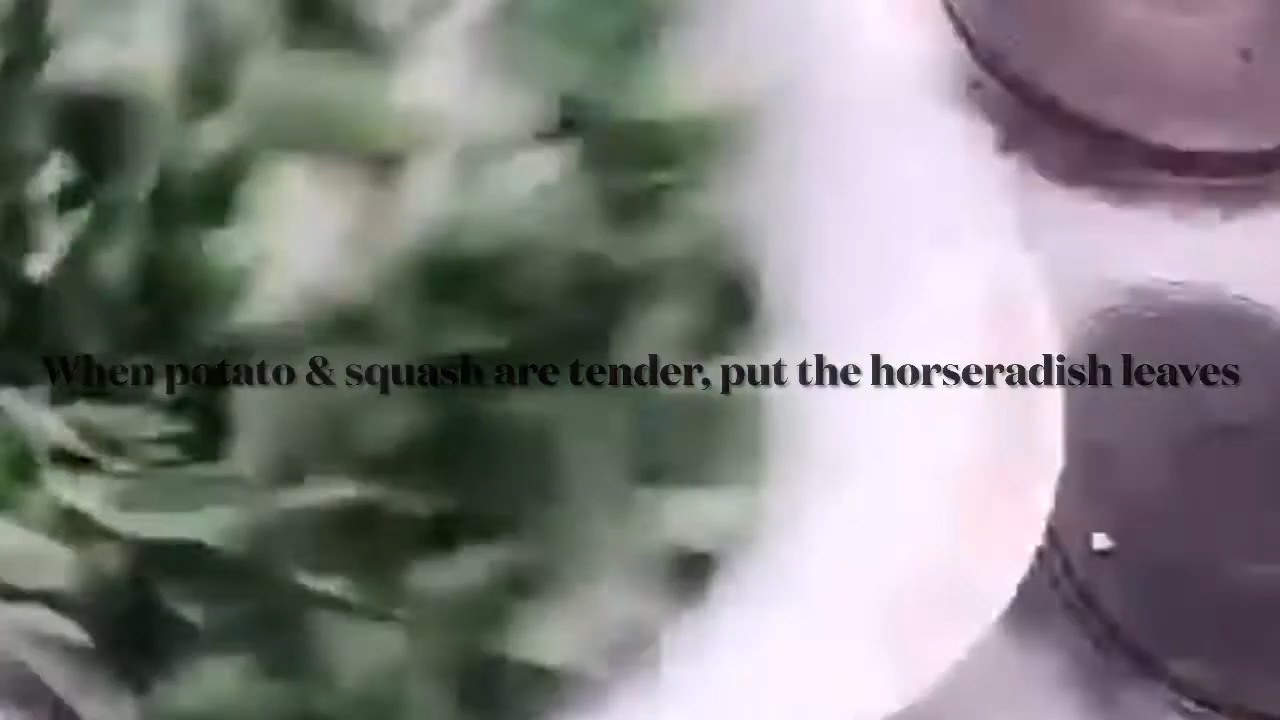 When potato & squash are tender, put the horseradish leaves